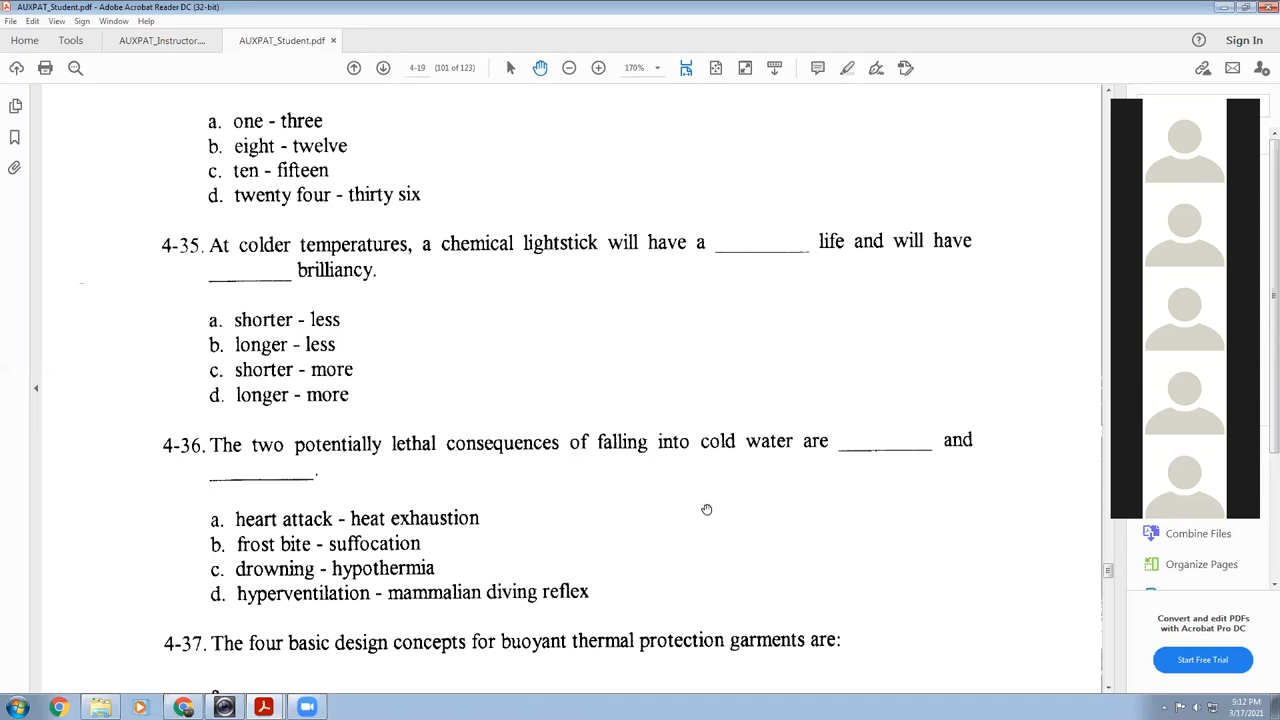 AUXPAT_Student.pdf - Adobe Acrobat Reader DC (32-bit)
File Edit View Sign Window Help
Home Tools AUXPAT_Instructor.... AUXPAT_Student.pdf × Sign In
4-19 (101 of 123) 170%
a. one - three
b. eight - twelve
c. ten - fifteen
d. twenty four - thirty six
4-35. At colder temperatures, a chemical lightstick will have a ________ life and will have
________ brilliancy.
a. shorter - less
b. longer - less
c. shorter - more
d. longer - more
4-36. The two potentially lethal consequences of falling into cold water are ________ and
________.
a. heart attack - heat exhaustion
b. frost bite - suffocation
c. drowning - hypothermia
d. hyperventilation - mammalian diving reflex
4-37. The four basic design concepts for buoyant thermal protection garments are:
Combine Files
Organize Pages
Convert and edit PDFs
with Acrobat Pro DC
Start Free Trial
9:12 PM
3/17/2021